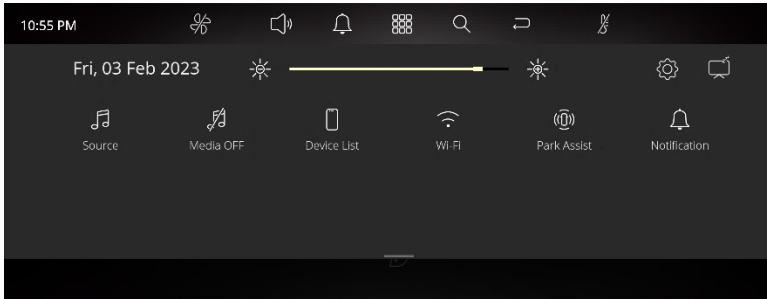 10:55 PM
Fri, 03 Feb 2023
Source
Media OFF
Device List
Wi-Fi
Park Assist
Notification